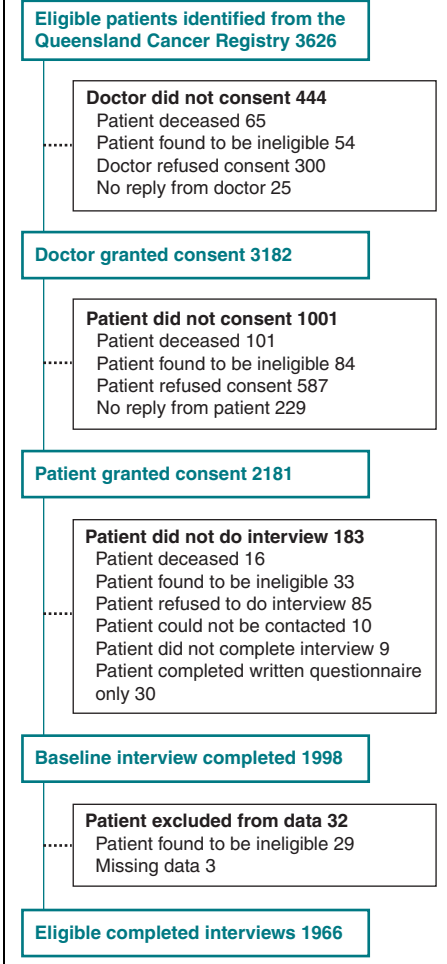 Eligible patients identified from the
Queensland Cancer Registry 3626
Doctor did not consent 444
Patient deceased 65
Patient found to be ineligible 54
Doctor refused consent 300
No reply from doctor 25
Doctor granted consent 3182
Patient did not consent 1001
Patient deceased 101
Patient found to be ineligible 84
Patient refused consent 587
No reply from patient 229
Patient granted consent 2181
Patient did not do interview 183
Patient deceased 16
Patient found to be ineligible 33
Patient refused to do interview 85
Patient could not be contacted 10
Patient did not complete interview 9
Patient completed written questionnaire
only 30
Baseline interview completed 1998
Patient excluded from data 32
Patient found to be ineligible 29
Missing data 3
Eligible completed interviews 1966